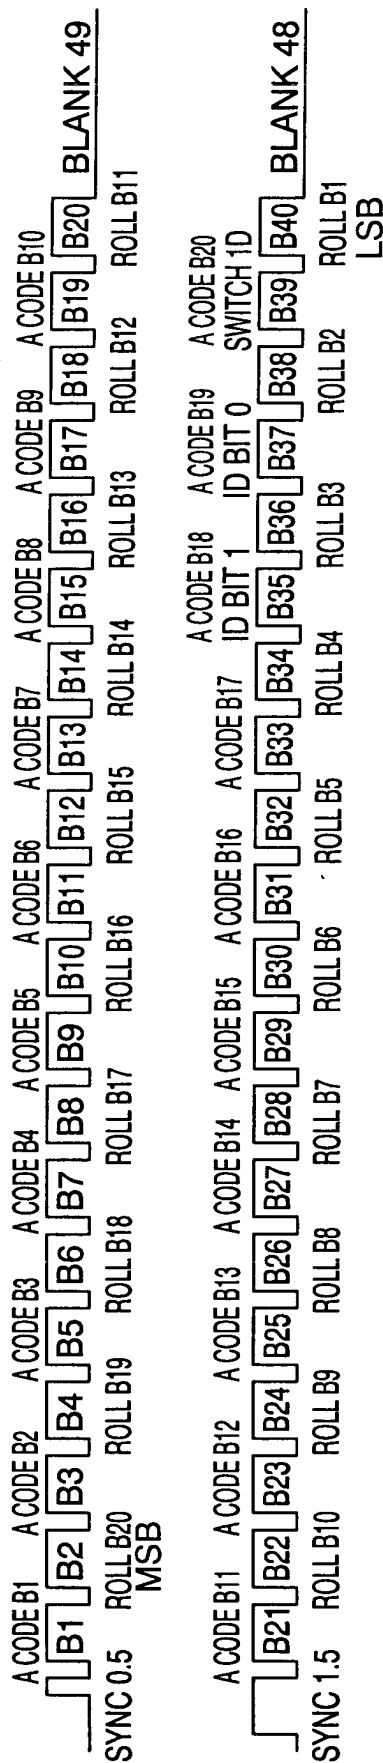 A CODE B1 A CODE B2 A CODE B3 A CODE B4 A CODE B5 A CODE B6 A CODE B7 A CODE B8 A CODE B9 A CODE B10
B1 B2 B3 B4 B5 B6 B7 B8 B9 B10 B11 B12 B13 B14 B15 B16 B17 B18 B19 B20 BLANK 49
SYNC 0.5 ROLL B20 ROLL B19 ROLL B18 ROLL B17 ROLL B16 ROLL B15 ROLL B14 ROLL B13 ROLL B12 ROLL B11
MSB
A CODE B11 A CODE B12 A CODE B13 A CODE B14 A CODE B15 A CODE B16 A CODE B17 A CODE B18 A CODE B19 A CODE B20
ID BIT 1 ID BIT 0 SWITCH 1D
B21 B22 B23 B24 B25 B26 B27 B28 B29 B30 B31 B32 B33 B34 B35 B36 B37 B38 B39 B40 BLANK 48
SYNC 1.5 ROLL B10 ROLL B9 ROLL B8 ROLL B7 ROLL B6 ROLL B5 ROLL B4 ROLL B3 ROLL B2 ROLL B1
LSB